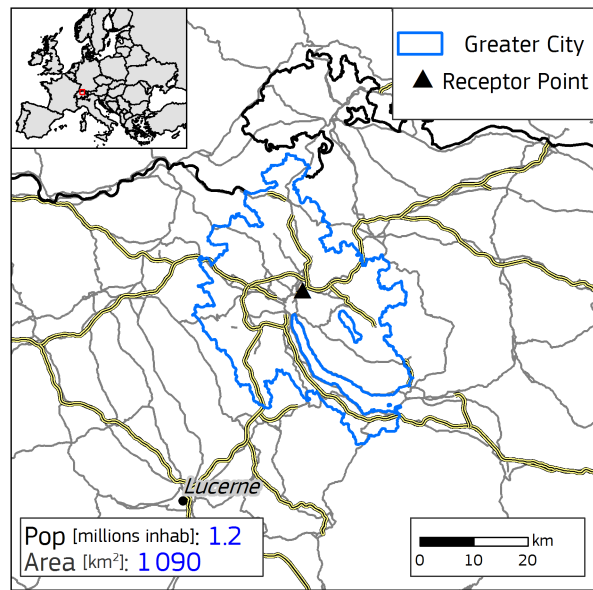 Greater City
Receptor Point
Lucerne
Pop [millions inhab]: 1.2
Area [km²]: 1 090
km
0 10 20